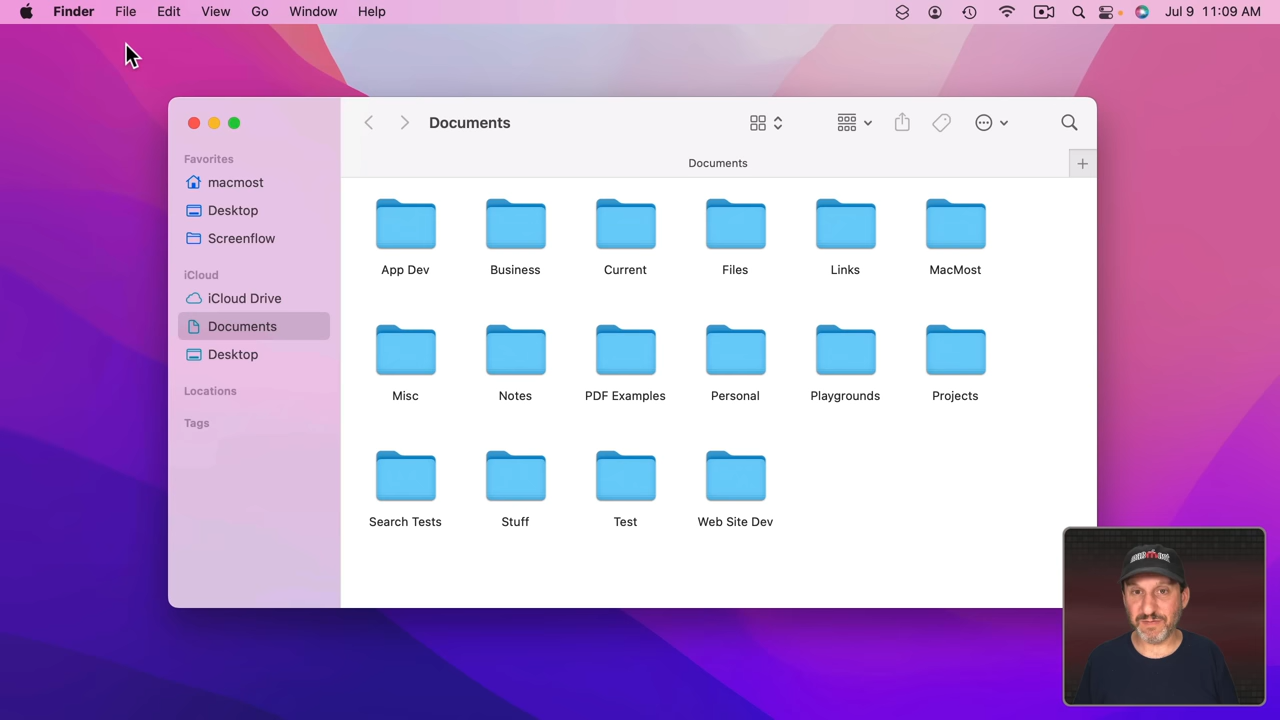 Finder File Edit View Go Window Help Jul 9 11:09 AM
Documents
Documents
Favorites
macmost
Desktop
Screenflow
iCloud
iCloud Drive
Documents
Desktop
Locations
Tags
App Dev Business Current Files Links MacMost
Misc Notes PDF Examples Personal Playgrounds Projects
Search Tests Stuff Test Web Site Dev